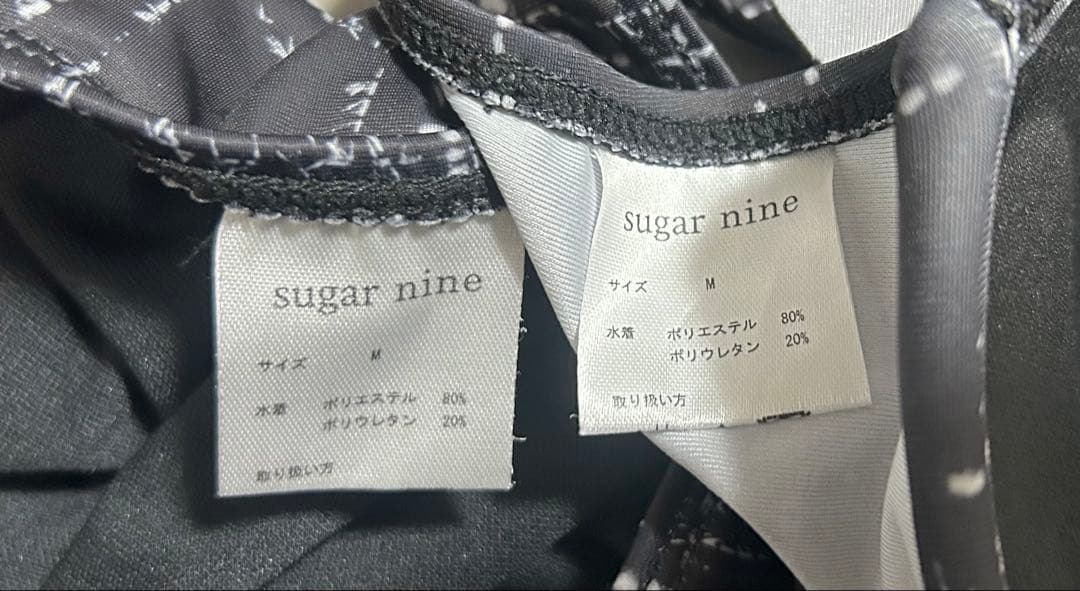 sugar nine
サイズ M
水着 ポリエステル 80%
ポリウレタン 20%
取り扱い方
sugar nine
サイズ M
水着 ポリエステル 80%
ポリウレタン 20%
取り扱い方